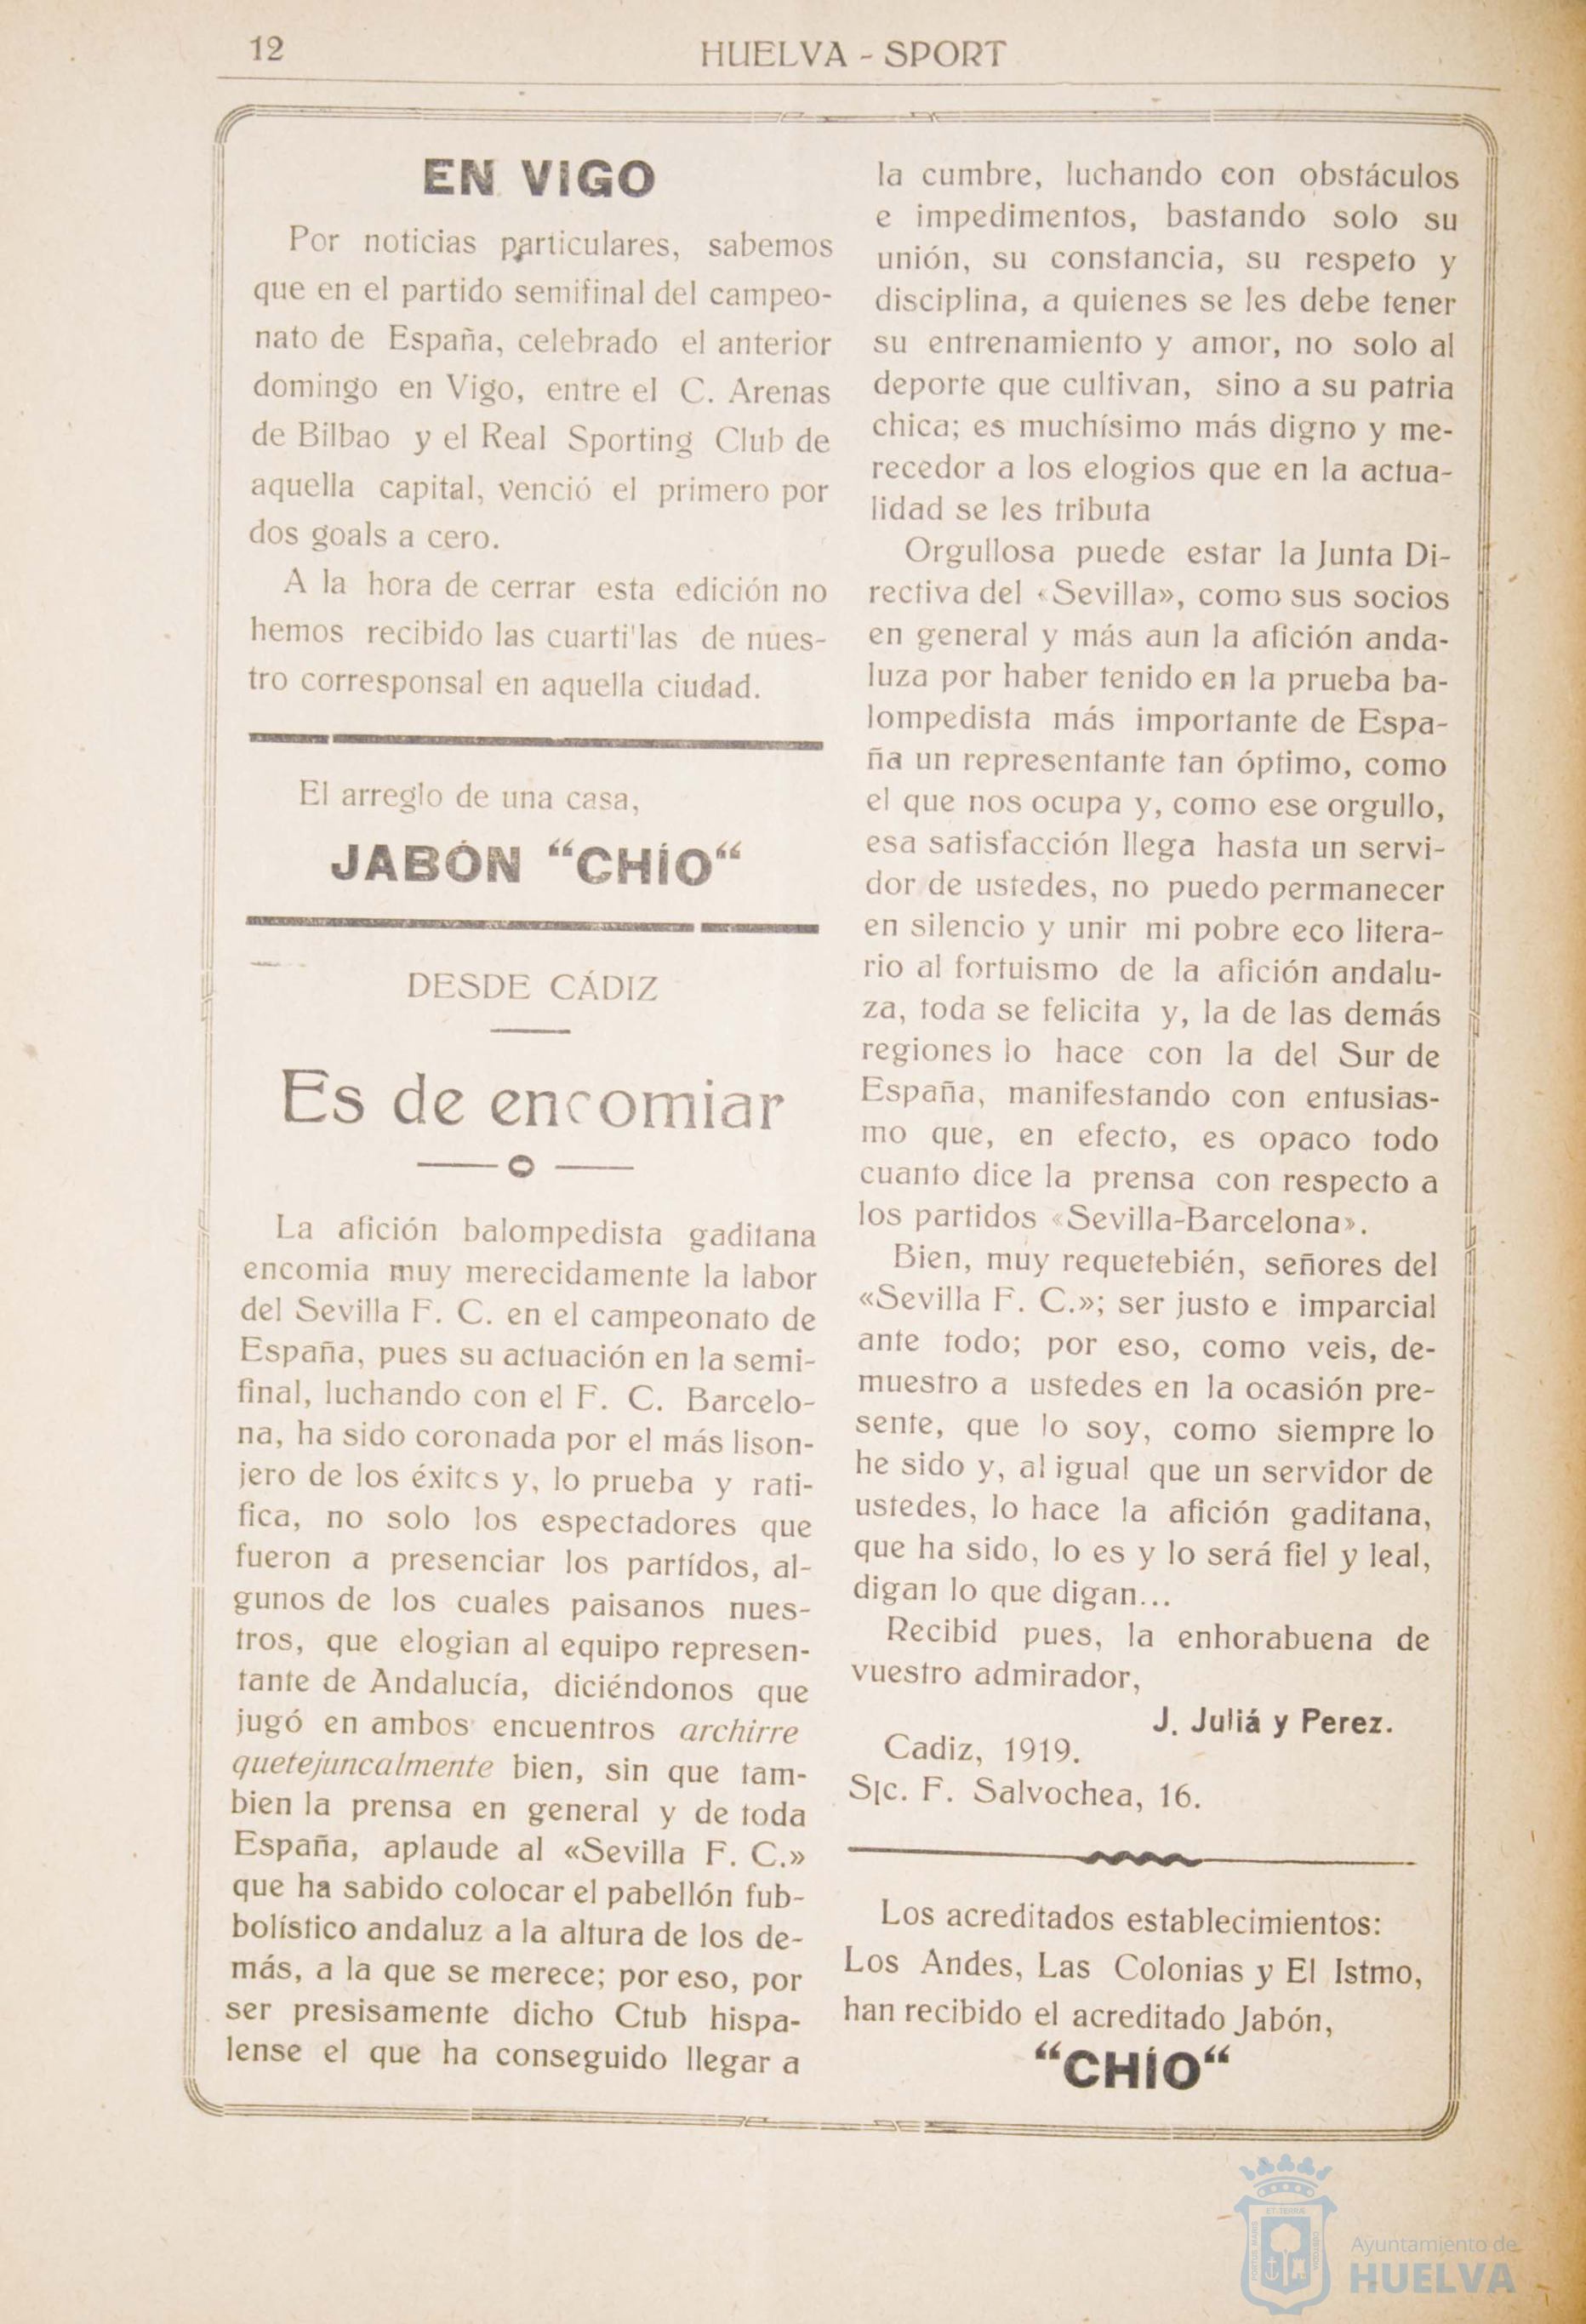 12
HUELVA - SPORT
EN VIGO
Por noticias particulares, sabemos
que en el partido semifinal del campeo-
nato de España, celebrado el anterior
domingo en Vigo, entre el C. Arenas
de Bilbao y el Real Sporting Club de
aquella capital, venció el primero por
dos goals a cero.
A la hora de cerrar esta edición no
hemos recibido las cuarti'las de nues-
tro corresponsal en aquella ciudad.
El arreglo de una casa,
JABÓN “CHÍO“
DESDE CÁDIZ
Es de encomiar
La afición balompedista gaditana
encomia muy merecidamente la labor
del Sevilla F. C. en el campeonato de
España, pues su actuación en la semi-
final, luchando con el F. C. Barcelo-
na, ha sido coronada por el más lison-
jero de los éxitcs y, lo prueba y rati-
fica, no solo los espectadores que
fueron a presenciar los partídos, al-
gunos de los cuales paisanos nues-
tros, que elogian al equipo represen-
tante de Andalucía, diciéndonos que
jugó en ambos encuentros archirre
quetejuncalmente bien, sin que tam-
bien la prensa en general y de toda
España, aplaude al «Sevilla F. C.»
que ha sabido colocar el pabellón fub-
bolístico andaluz a la altura de los de-
más, a la que se merece; por eso, por
ser presisamente dicho Ctub hispa-
lense el que ha conseguido llegar a
la cumbre, luchando con obstáculos
e impedimentos, bastando solo su
unión, su constancia, su respeto y
disciplina, a quienes se les debe tener
su entrenamiento y amor, no solo al
deporte que cultivan, sino a su patria
chica; es muchísimo más digno y me-
recedor a los elogios que en la actua-
lidad se les tributa
Orgullosa puede estar la Junta Di-
rectiva del «Sevilla», como sus socios
en general y más aun la afición anda-
luza por haber tenido en la prueba ba-
lompedista más importante de Espa-
ña un representante tan óptimo, como
el que nos ocupa y, como ese orgullo,
esa satisfacción llega hasta un servi-
dor de ustedes, no puedo permanecer
en silencio y unir mi pobre eco litera-
rio al fortuismo de la afición andalu-
za, toda se felicita y, la de las demás
regiones lo hace con la del Sur de
España, manifestando con entusias-
mo que, en efecto, es opaco todo
cuanto dice la prensa con respecto a
los partidos «Sevilla-Barcelona».
Bien, muy requetebién, señores del
«Sevilla F. C.»; ser justo e imparcial
ante todo; por eso, como veis, de-
muestro a ustedes en la ocasión pre-
sente, que lo soy, como siempre lo
he sido y, al igual que un servidor de
ustedes, lo hace la afición gaditana,
que ha sido, lo es y lo será fiel y leal,
digan lo que digan...
Recibid pues, la enhorabuena de
vuestro admirador,
J. Juliá y Perez.
Cadiz, 1919.
S|c. F. Salvochea, 16.
Los acreditados establecimientos:
Los Andes, Las Colonias y El Istmo,
han recibido el acreditado Jabón,
“CHÍO“
Ayuntamiento de
HUELVA